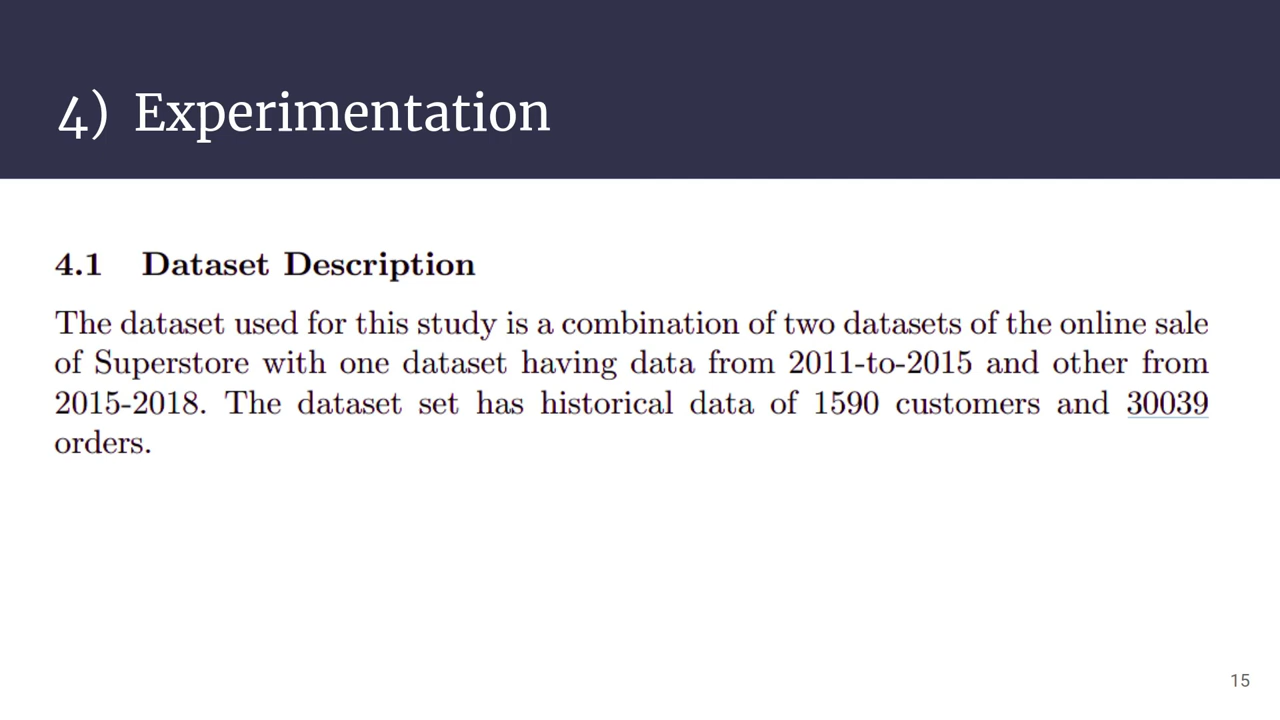 4) Experimentation
4.1 Dataset Description
The dataset used for this study is a combination of two datasets of the online sale
of Superstore with one dataset having data from 2011-to-2015 and other from
2015-2018. The dataset set has historical data of 1590 customers and 30039
orders.
15